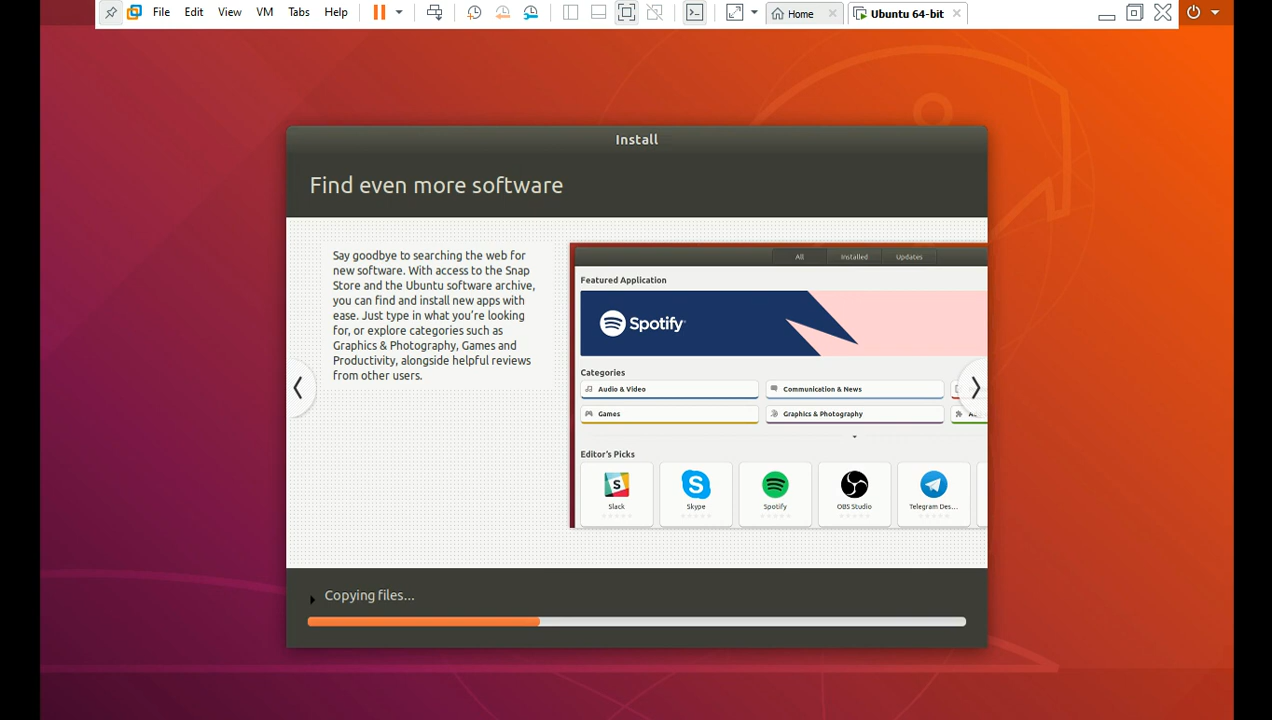 File Edit View VM Tabs Help Home Ubuntu 64-bit
Install
Find even more software
Say goodbye to searching the web for
new software. With access to the Snap
Store and the Ubuntu software archive,
you can find and install new apps with
ease. Just type in what you're looking
for, or explore categories such as
Graphics & Photography, Games and
Productivity, alongside helpful reviews
from other users.
All Installed Updates
Featured Application
Spotify
Categories
Audio & Video Communication & News
Games Graphics & Photography
Editor's Picks
Slack Skype Spotify OBS Studio Telegram Des...
Copying files...